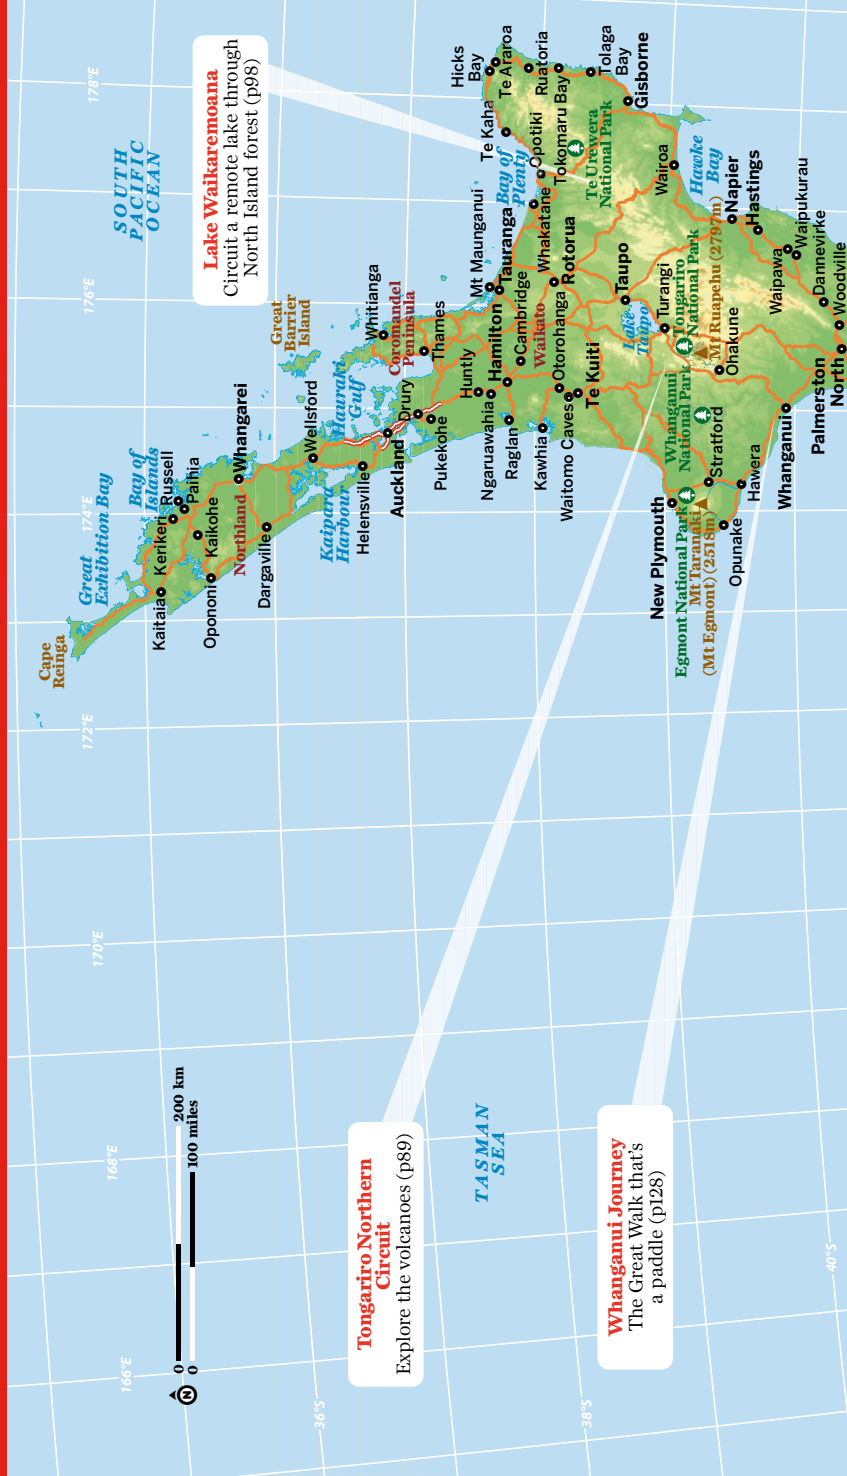 Cape
Reinga
Great
Exhibition Bay
Bay of
Islands
Kaitaia
Kerikeri
Russell
Paihia
Opononi
Kaikohe
Whangarei
Northland
Dargaville
Wellsford
Kaipara
Harbour
Helensville
Hauraki
Gulf
Great
Barrier
Island
Auckland
Drury
Pukekohe
Whitianga
Coromandel
Peninsula
Thames
Huntly
Ngaruawahia
Hamilton
Raglan
Cambridge
Waikato
Kawhia
Otorohanga
Waitomo Caves
Te Kuiti
Mt Maunganui
Tauranga
Bay of
Plenty
Whakatane
Opotiki
Te Kaha
Hicks
Bay
Te Araroa
Ruatoria
Tokomaru Bay
Tolaga
Bay
Gisborne
Te Urewera
National Park
Rotorua
Taupo
Lake
Taupo
Turangi
Tongariro
National Park
Mt Ruapehu (2797m)
Ohakune
Whanganui
National Park
New Plymouth
Egmont National Park
Mt Taranaki
(Mt Egmont) (2518m)
Stratford
Opunake
Hawera
Whanganui
Wairoa
Hawke
Bay
Napier
Hastings
Waipawa
Waipukurau
Dannevirke
Woodville
Palmerston
North
SOUTH
PACIFIC
OCEAN
TASMAN
SEA
Lake Waikaremoana
Circuit a remote lake through
North Island forest (p98)
Tongariro Northern
Circuit
Explore the volcanoes (p89)
Whanganui Journey
The Great Walk that's
a paddle (p128)
N
0 200 km
0 100 miles
166°E
168°E
170°E
172°E
174°E
176°E
178°E
36°S
38°S
40°S